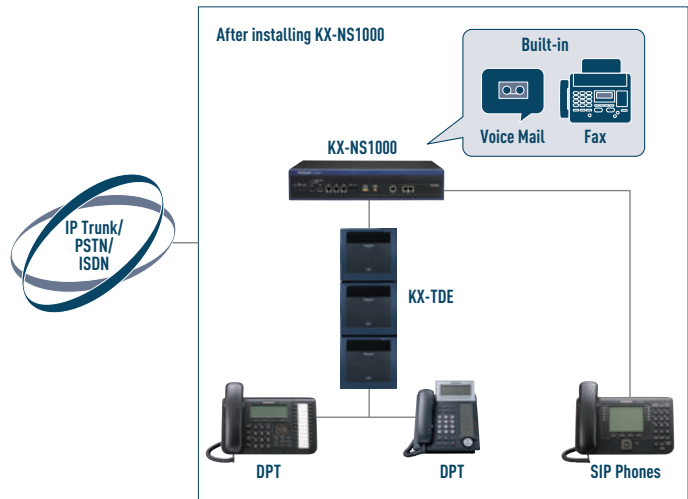 After installing KX-NS1000
Built-in
Voice Mail
Fax
KX-NS1000
IP Trunk/
PSTN/
ISDN
KX-TDE
DPT
DPT
SIP Phones